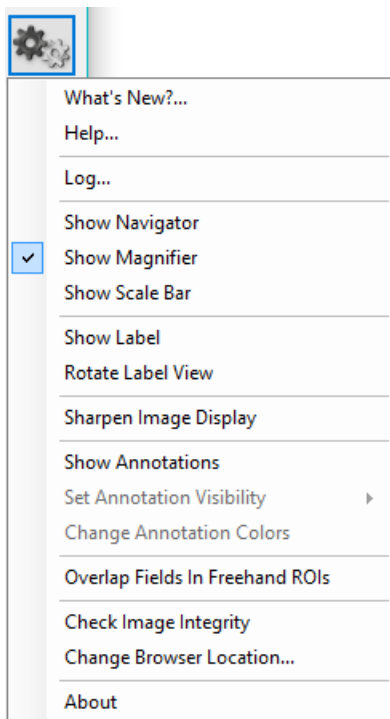 What's New?...
Help...
Log...
Show Navigator
Show Magnifier
Show Scale Bar
Show Label
Rotate Label View
Sharpen Image Display
Show Annotations
Set Annotation Visibility
Change Annotation Colors
Overlap Fields In Freehand ROIs
Check Image Integrity
Change Browser Location...
About